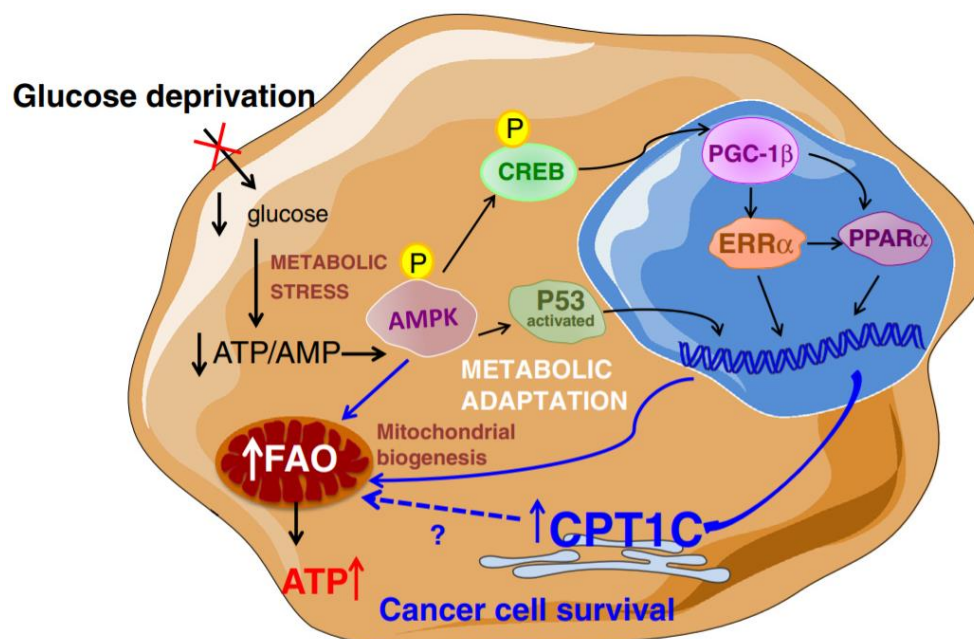 Glucose deprivation
glucose
METABOLIC
STRESS
ATP/AMP
P
AMPK
P
CREB
P53
activated
METABOLIC
ADAPTATION
PGC-1β
ERRα
PPARα
Mitochondrial
biogenesis
FAO
ATP
?
CPT1C
Cancer cell survival